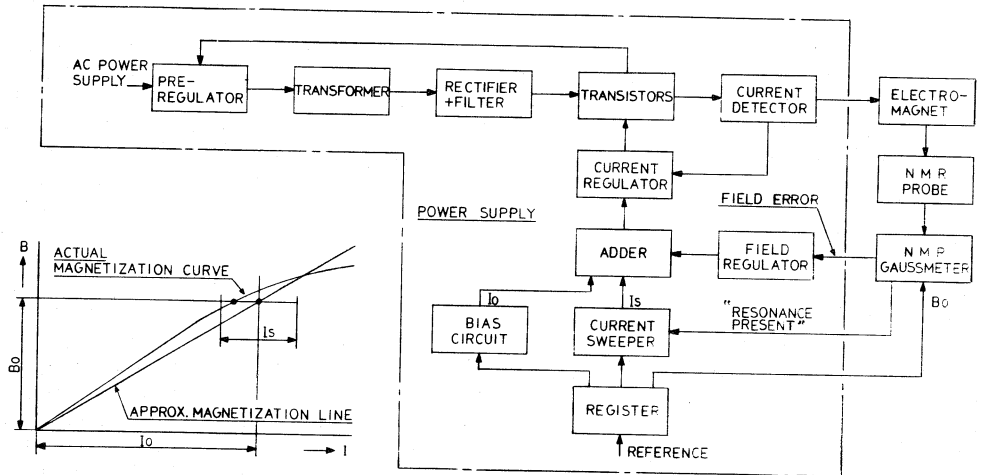 AC POWER
SUPPLY
PRE-
REGULATOR
TRANSFORMER
RECTIFIER
+FILTER
TRANSISTORS
CURRENT
DETECTOR
ELECTRO-
MAGNET
CURRENT
REGULATOR
NMR
PROBE
POWER SUPPLY
FIELD ERROR
ADDER
FIELD
REGULATOR
NMR
GAUSSMETER
B
ACTUAL
MAGNETIZATION CURVE
Io
Is
"RESONANCE
PRESENT"
Bo
BIAS
CIRCUIT
CURRENT
SWEEPER
Is
Bo
APPROX. MAGNETIZATION LINE
REGISTER
Io
I
REFERENCE